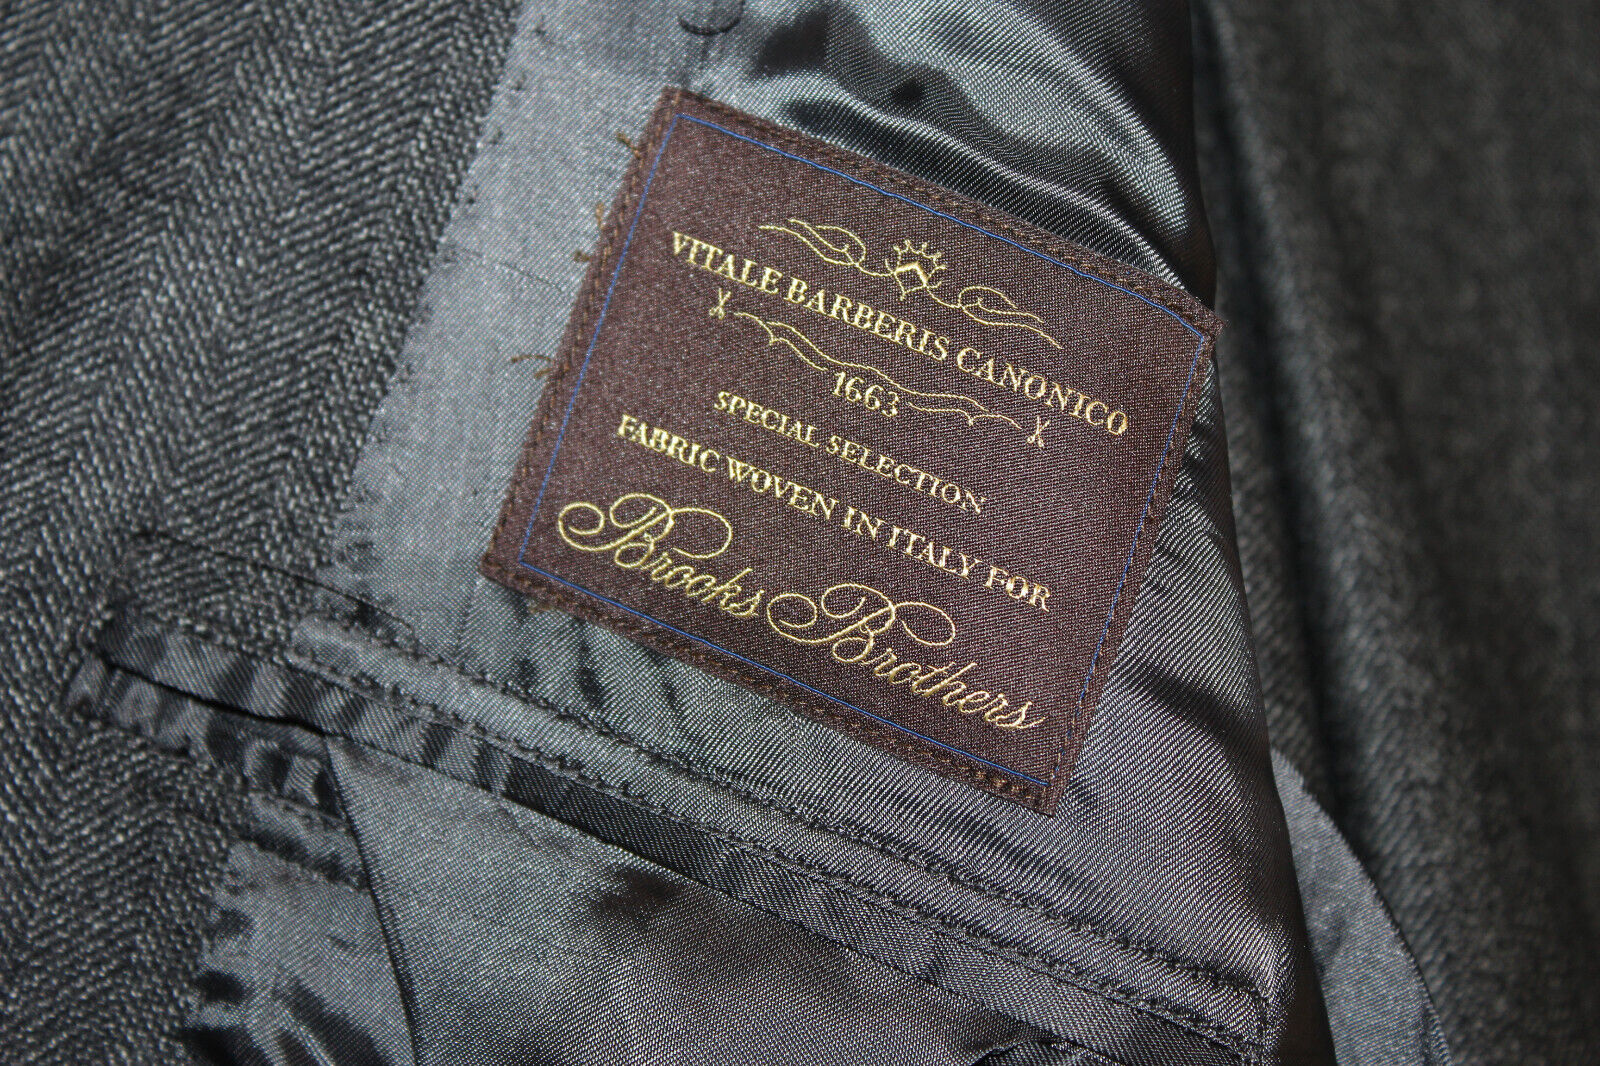 VITALE BARBERIS CANONICO
1663
SPECIAL SELECTION
FABRIC WOVEN IN ITALY FOR
Brooks Brothers